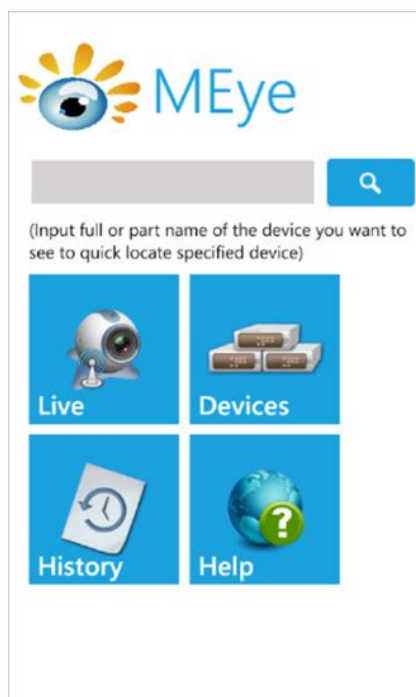 MEye
(Input full or part name of the device you want to
see to quick locate specified device)
Live
Devices
History
Help
?